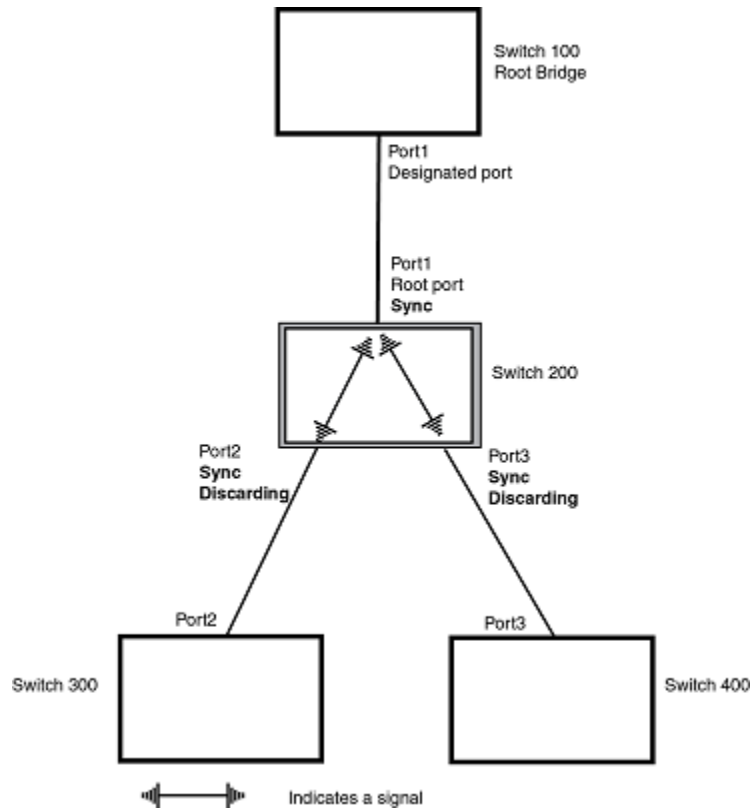 Switch 100
Root Bridge
Port1
Designated port
Port1
Root port
Sync
Switch 200
Port2
Sync
Discarding
Port3
Sync
Discarding
Port2
Port3
Switch 300
Switch 400
Indicates a signal